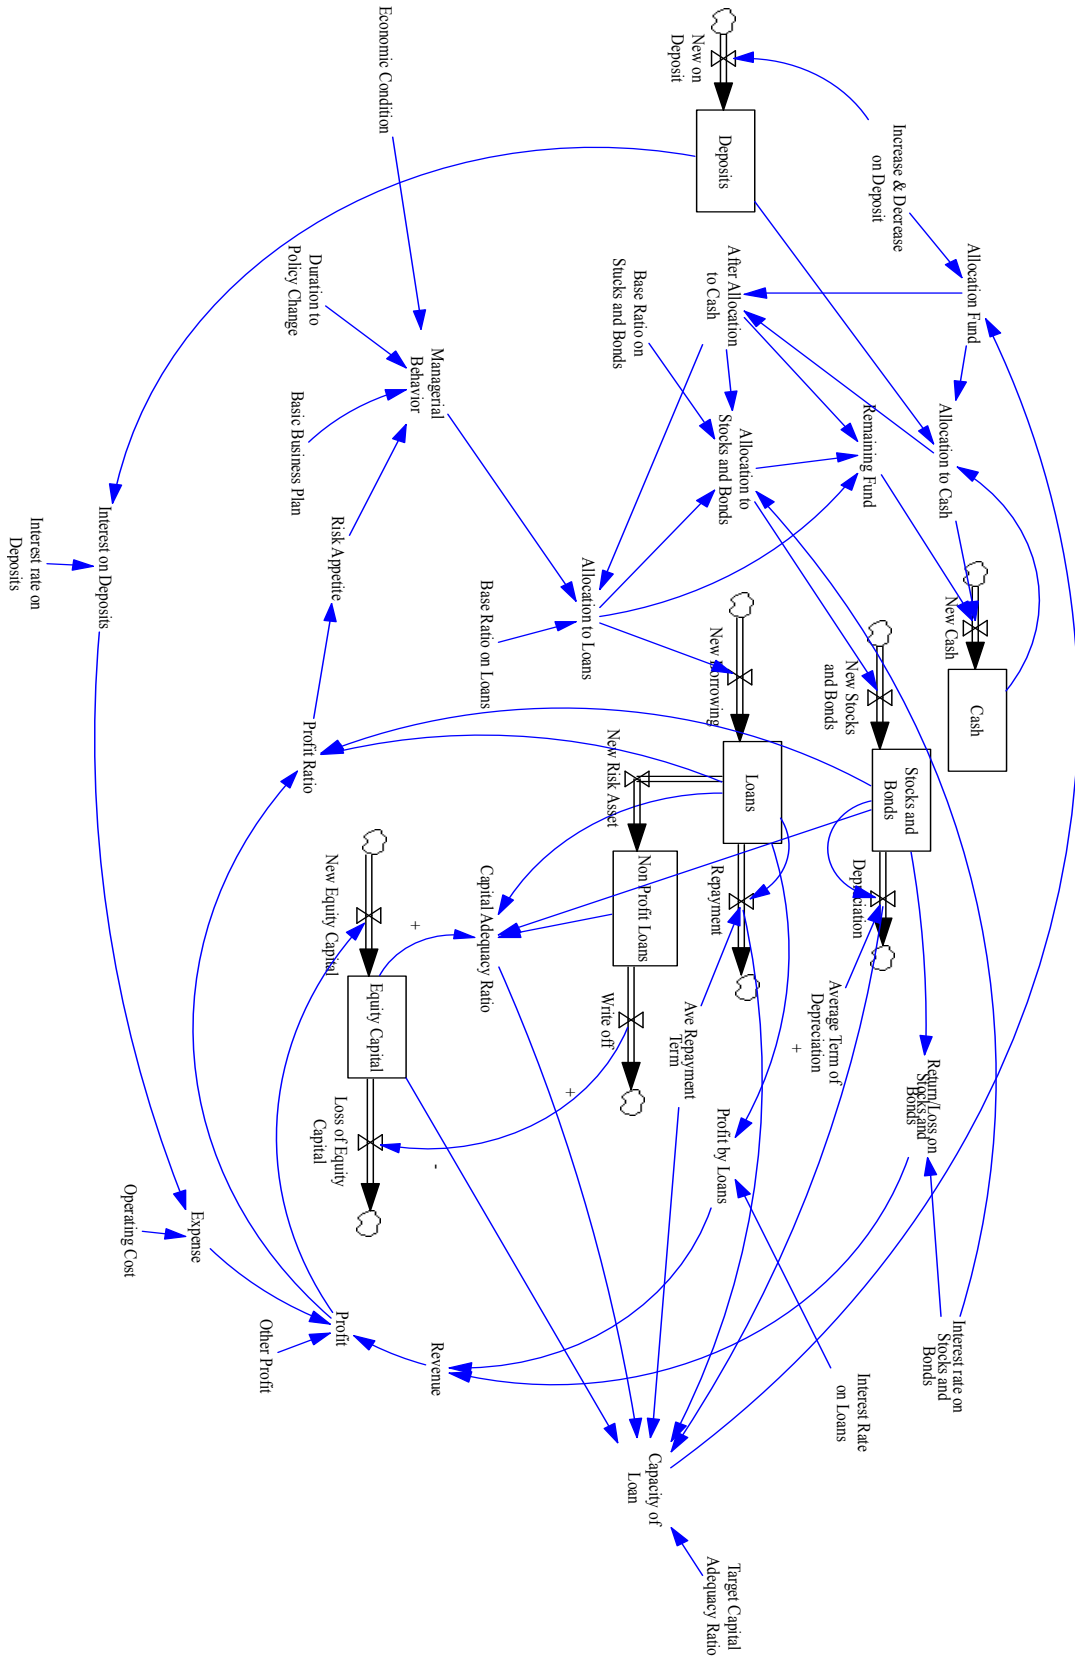 Increase & Decrease
on Deposit
New on
Deposit
Deposits
Economic Condition
Allocation Fund
After Allocation
to Cash
Base Ratio on
Stucks and Bonds
Duration to
Policy Change
Managerial
Behavior
Basic Business Plan
Allocation to Cash
Remaining Fund
Allocation to
Stocks and Bonds
Interest on Deposits
Interest rate on
Deposits
Risk Appetite
Allocation to Loans
Base Ratio on Loans
New Cash
Cash
New Stocks
and Bonds
Stocks and
Bonds
New Borrowing
Loans
New Risk Asset
Profit Ratio
Depreciation
Repayment
Non Profit Loans
Capital Adequacy Ratio
New Equity Capital
+
Equity Capital
Average Term of
Depreciation
+
Ave Repayment
Term
Write off
+
Return/Loss on
Stocks and
Bonds
Profit by Loans
Loss of Equity
Capital
-
Operating Cost
Expense
Profit
Other Profit
Revenue
Interest rate on
Stocks and
Bonds
Interest Rate
on Loans
Capacity of
Loan
Target Capital
Adequacy Ratio